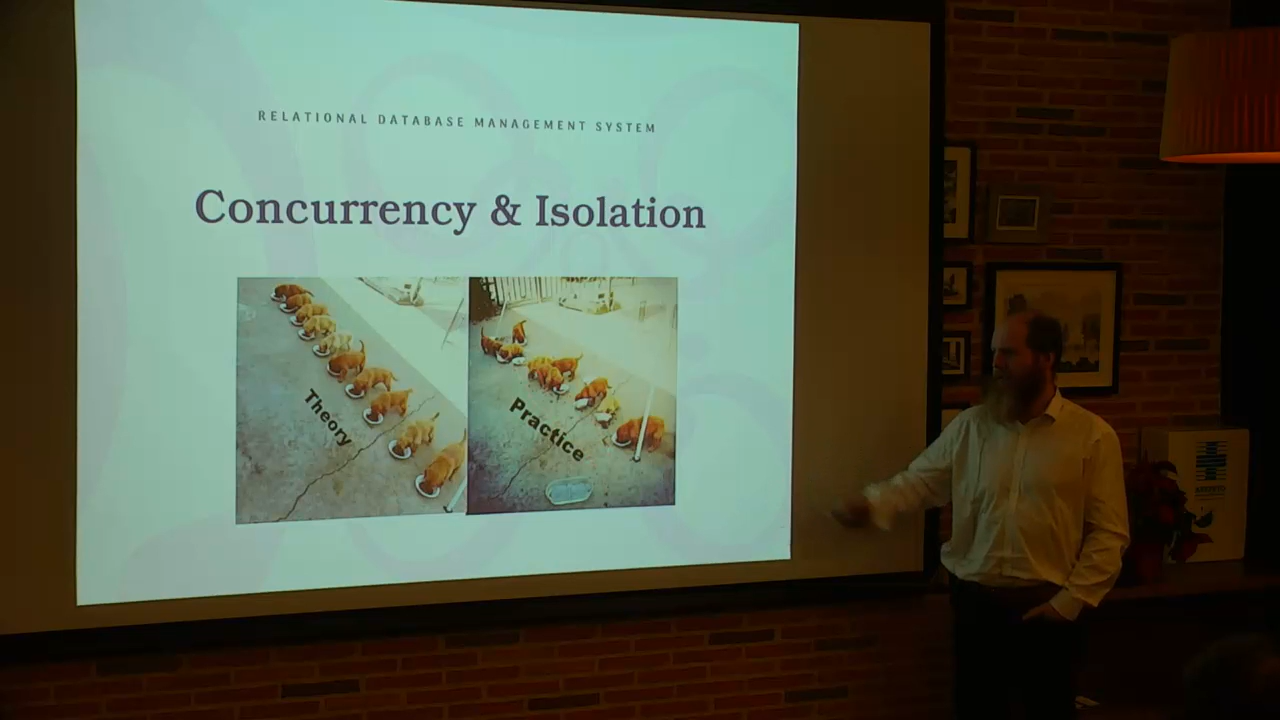 RELATIONAL DATABASE MANAGEMENT SYSTEM
Concurrency & Isolation
Theory
Practice